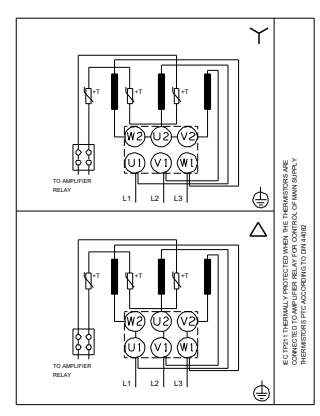 +T +T +T
W2 U2 V2
U1 V1 W1
TO AMPLIFIER
RELAY
L1 L2 L3
+T +T +T
W2 U2 V2
U1 V1 W1
TO AMPLIFIER
RELAY
L1 L2 L3
IEC TP211 THERMALLY PROTECTED WHEN THE THERMISTORS ARE
CONNECTED TO AMPLIFIER RELAY FOR CONTROL OF MAIN SUPPLY
THERMISTORS PTC ACCORDING TO DIN 44082